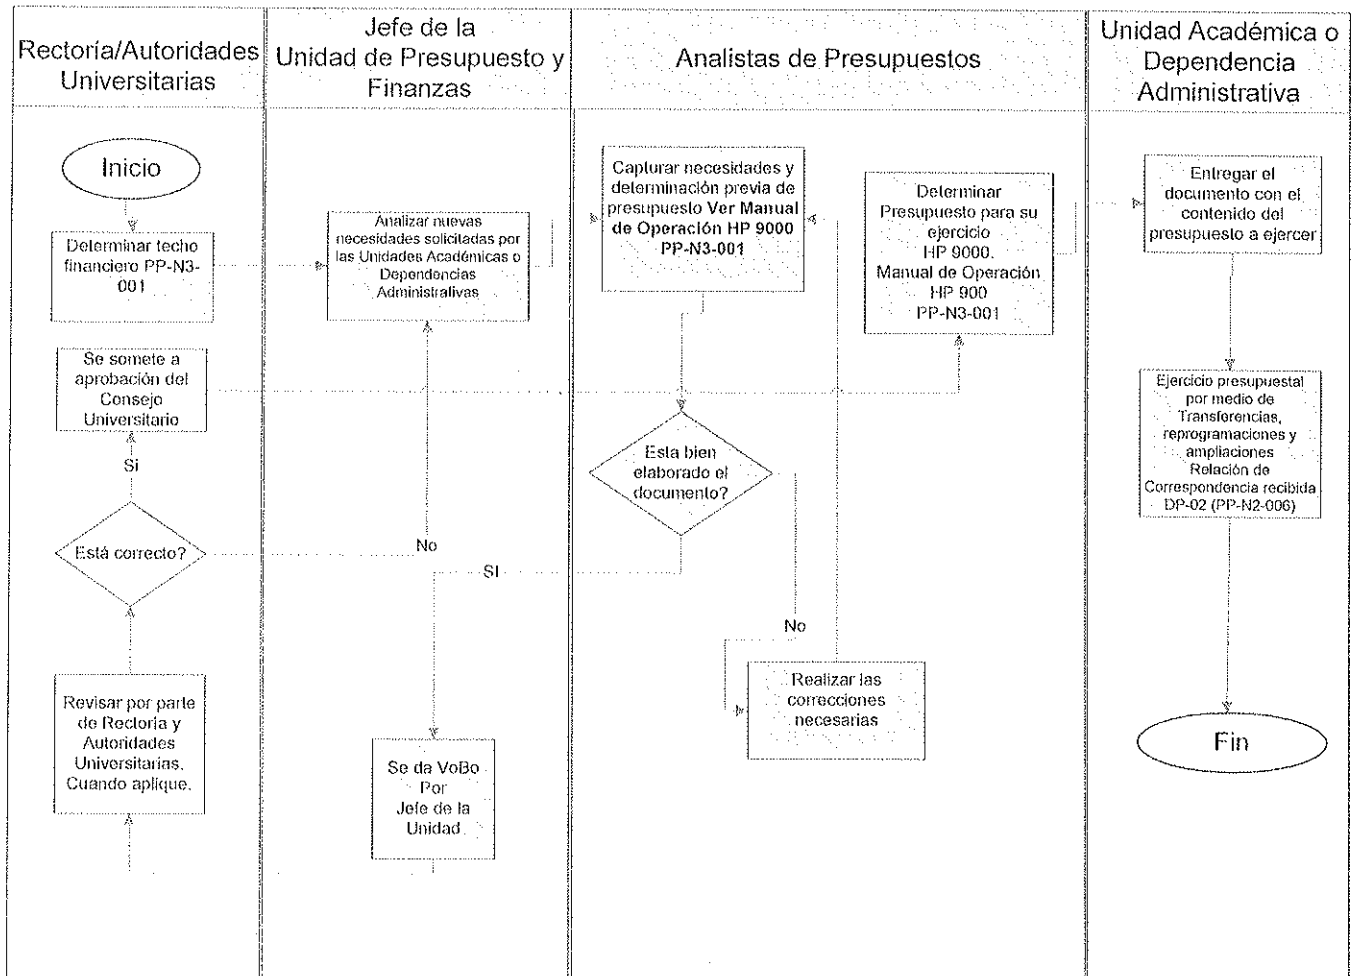 Rectoría/Autoridades
Universitarias
Jefe de la
Unidad de Presupuesto y
Finanzas
Analistas de Presupuestos
Unidad Académica o
Dependencia
Administrativa
Inicio
Determinar techo
financiero PP-N3-
001
Se somete a
aprobación del
Consejo
Universitario
Si
Está correcto?
No
Revisar por parte
de Rectoría y
Autoridades
Universitarias.
Cuando aplique.
Analizar nuevas
necesidades solicitadas por
las Unidades Académicas o
Dependencias
Administrativas
Se da VoBo
Por
Jefe de la
Unidad
Capturar necesidades y
determinación previa de
presupuesto Ver Manual
de Operación HP 9000
PP-N3-001
Esta bien
elaborado el
documento?
SI
No
Realizar las
correcciones
necesarias
Determinar
Presupuesto para su
ejercicio
HP 9000.
Manual de Operación
HP 900
PP-N3-001
Entregar el
documento con el
contenido del
presupuesto a ejercer
Ejercicio presupuestal
por medio de
Transferencias,
reprogramaciones y
ampliaciones
Relación de
Correspondencia recibida
DP-02 (PP-N2-006)
Fin